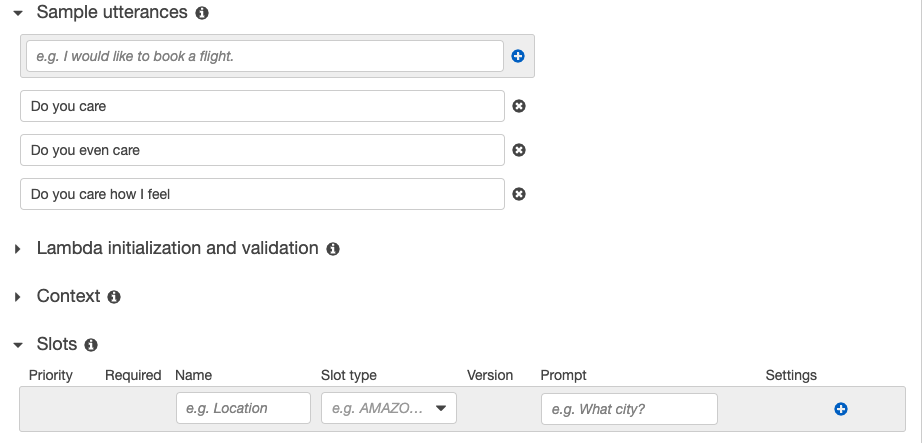 Sample utterances
e.g. I would like to book a flight.
Do you care
Do you even care
Do you care how I feel
Lambda initialization and validation
Context
Slots
Priority Required Name Slot type Version Prompt Settings
e.g. Location e.g. AMAZO... e.g. What city?